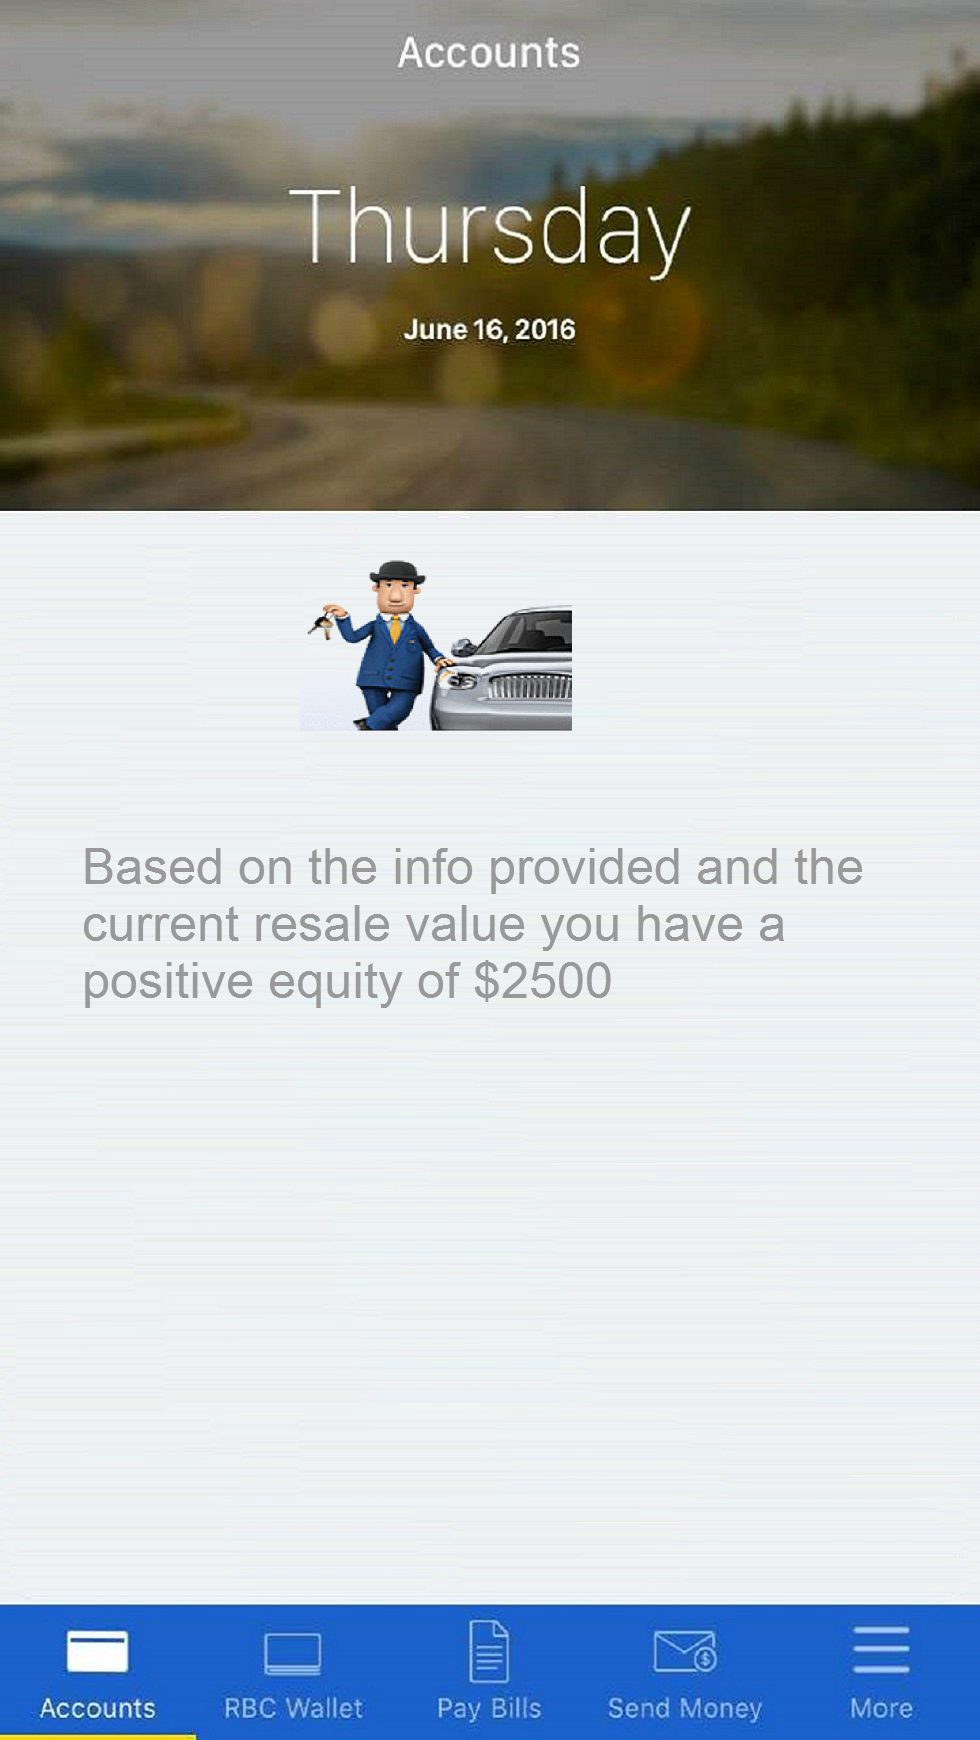 Accounts
Thursday
June 16, 2016
Based on the info provided and the
current resale value you have a
positive equity of $2500
Accounts
RBC Wallet
Pay Bills
Send Money
More